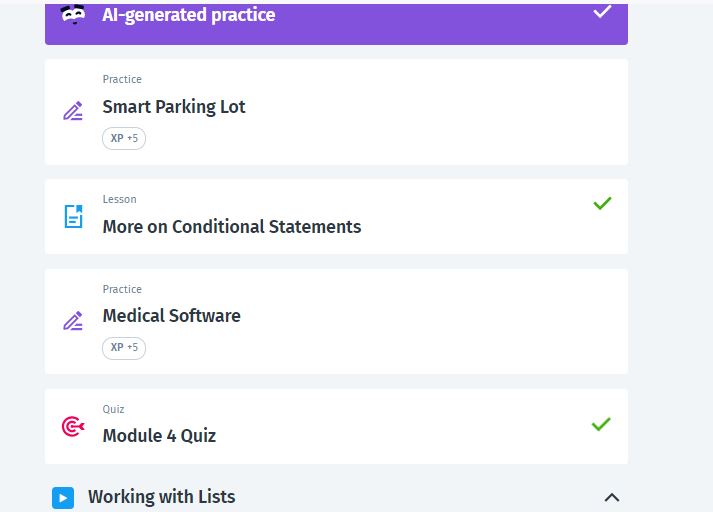 AI-generated practice
Practice
Smart Parking Lot
XP +5
Lesson
More on Conditional Statements
Practice
Medical Software
XP +5
Quiz
Module 4 Quiz
Working with Lists